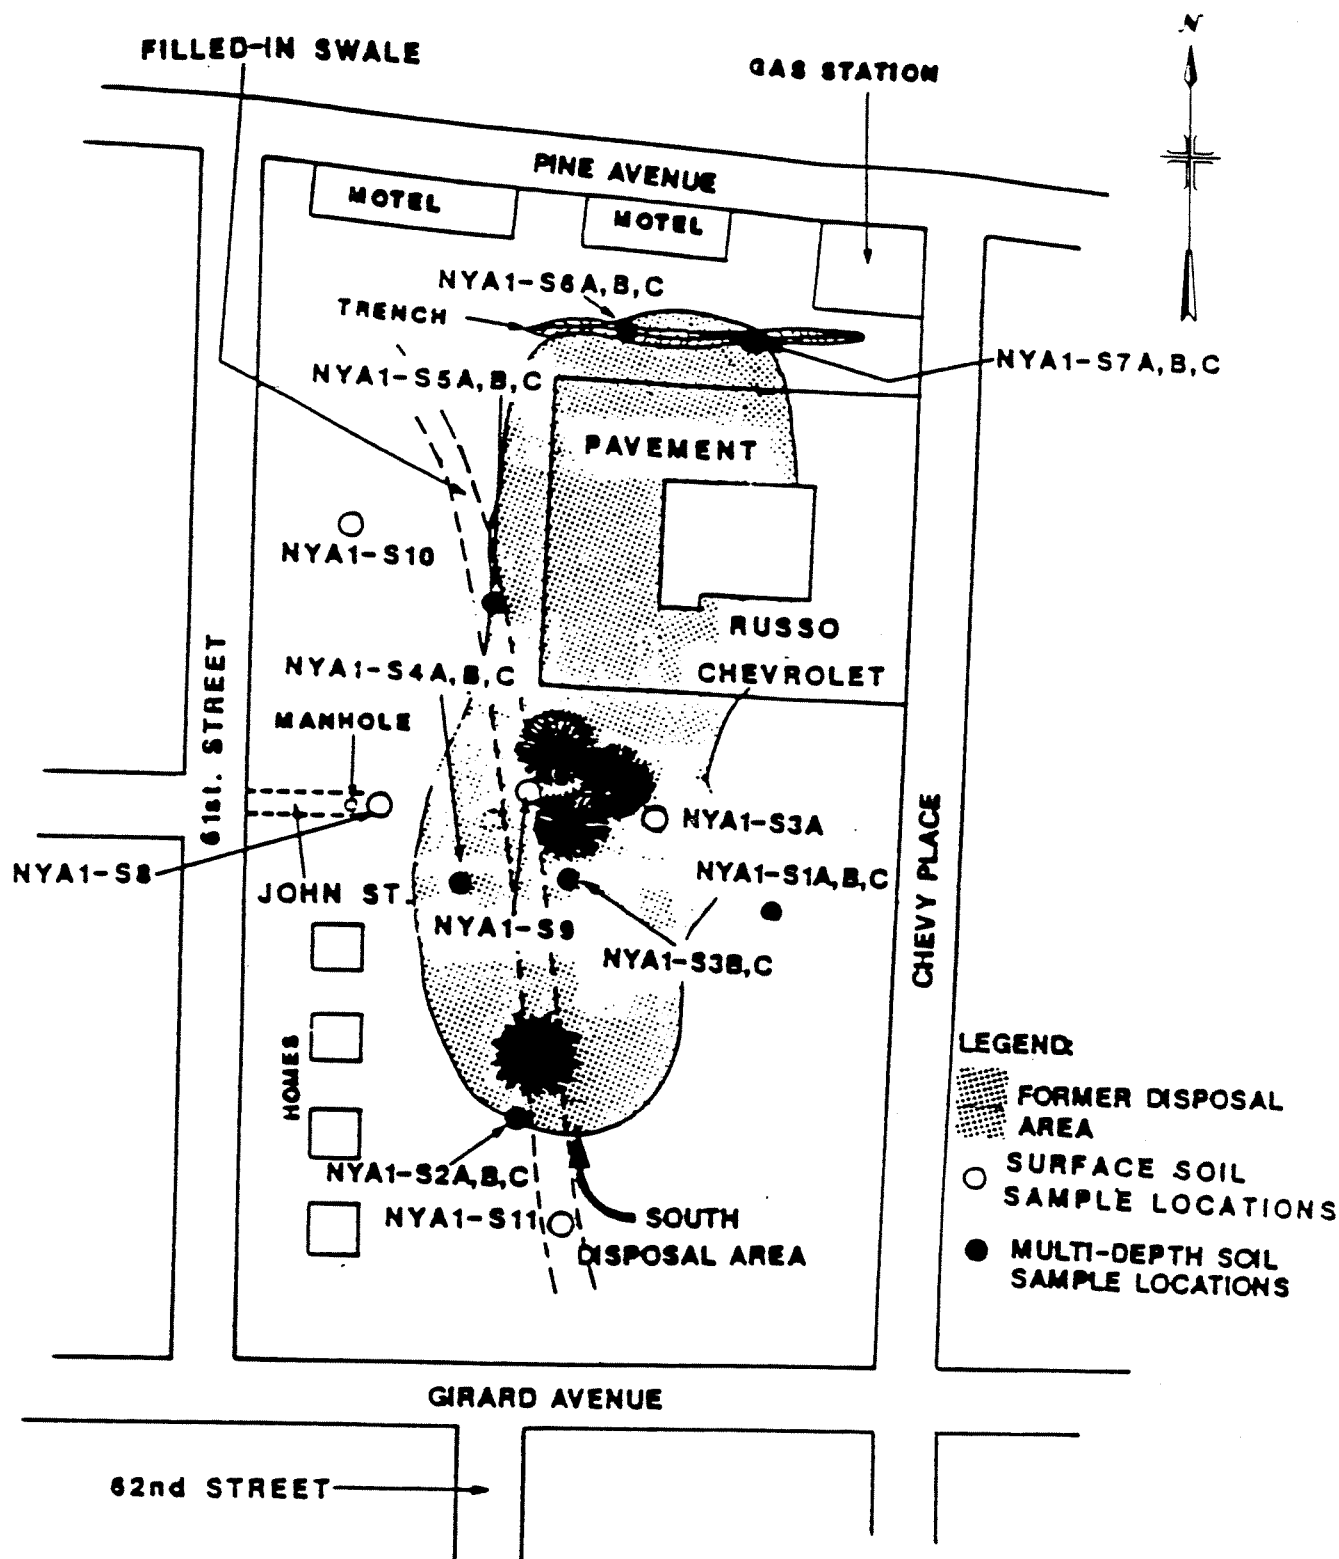 N
FILLED-IN SWALE
GAS STATION
PINE AVENUE
MOTEL
MOTEL
NYA1-S6A,B,C
TRENCH
NYA1-S7A,B,C
NYA1-S5A,B,C
PAVEMENT
NYA1-S10
RUSSO
CHEVROLET
NYA1-S4A,B,C
MANHOLE
61st. STREET
NYA1-S3A
NYA1-S8
JOHN ST.
NYA1-S1A,B,C
CHEVY PLACE
NYA1-S9
NYA1-S3B,C
HOMES
LEGEND:
FORMER DISPOSAL
AREA
SURFACE SOIL
SAMPLE LOCATIONS
MULTI-DEPTH SOIL
SAMPLE LOCATIONS
NYA1-S2A,B,C
NYA1-S11
SOUTH
DISPOSAL AREA
GIRARD AVENUE
62nd STREET